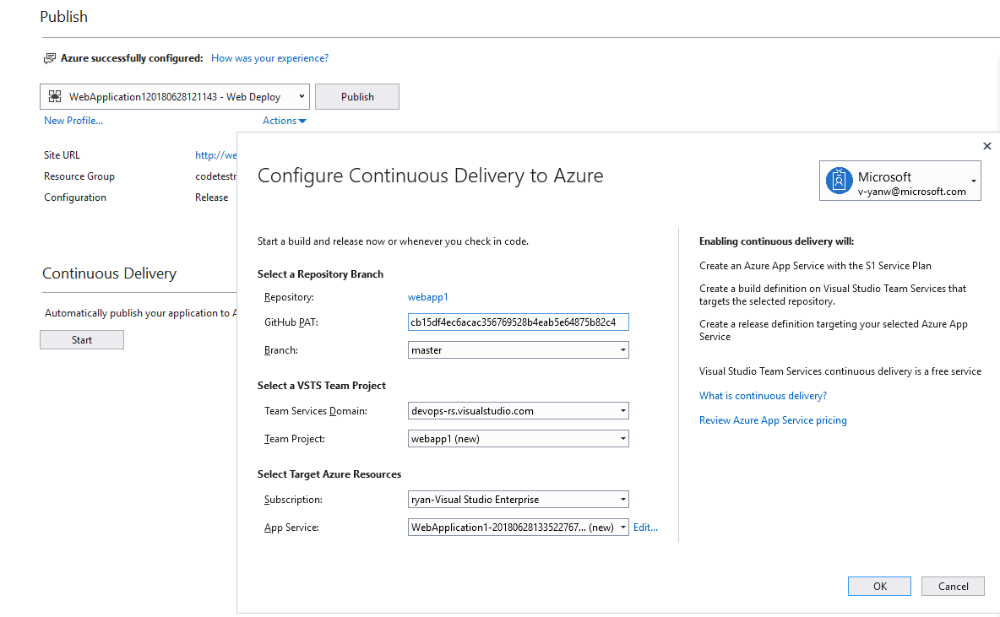 Publish
Azure successfully configured: How was your experience?
WebApplication120180628121143 - Web Deploy
Publish
New Profile...
Actions
Site URL
http://we
Resource Group
codetestr
Configuration
Release
Continuous Delivery
Automatically publish your application to A
Start
Configure Continuous Delivery to Azure
Microsoft
v-yanw@microsoft.com
Start a build and release now or whenever you check in code.
Select a Repository Branch
Repository:
webapp1
GitHub PAT:
cb15df4ec6acac356769528b4eab5e64875b82c4
Branch:
master
Select a VSTS Team Project
Team Services Domain:
devops-rs.visualstudio.com
Team Project:
webapp1 (new)
Select Target Azure Resources
Subscription:
ryan-Visual Studio Enterprise
App Service:
WebApplication1-20180628133522767... (new)
Edit...
Enabling continuous delivery will:
Create an Azure App Service with the S1 Service Plan
Create a build definition on Visual Studio Team Services that
targets the selected repository.
Create a release definition targeting your selected Azure App
Service
Visual Studio Team Services continuous delivery is a free service
What is continuous delivery?
Review Azure App Service pricing
OK
Cancel